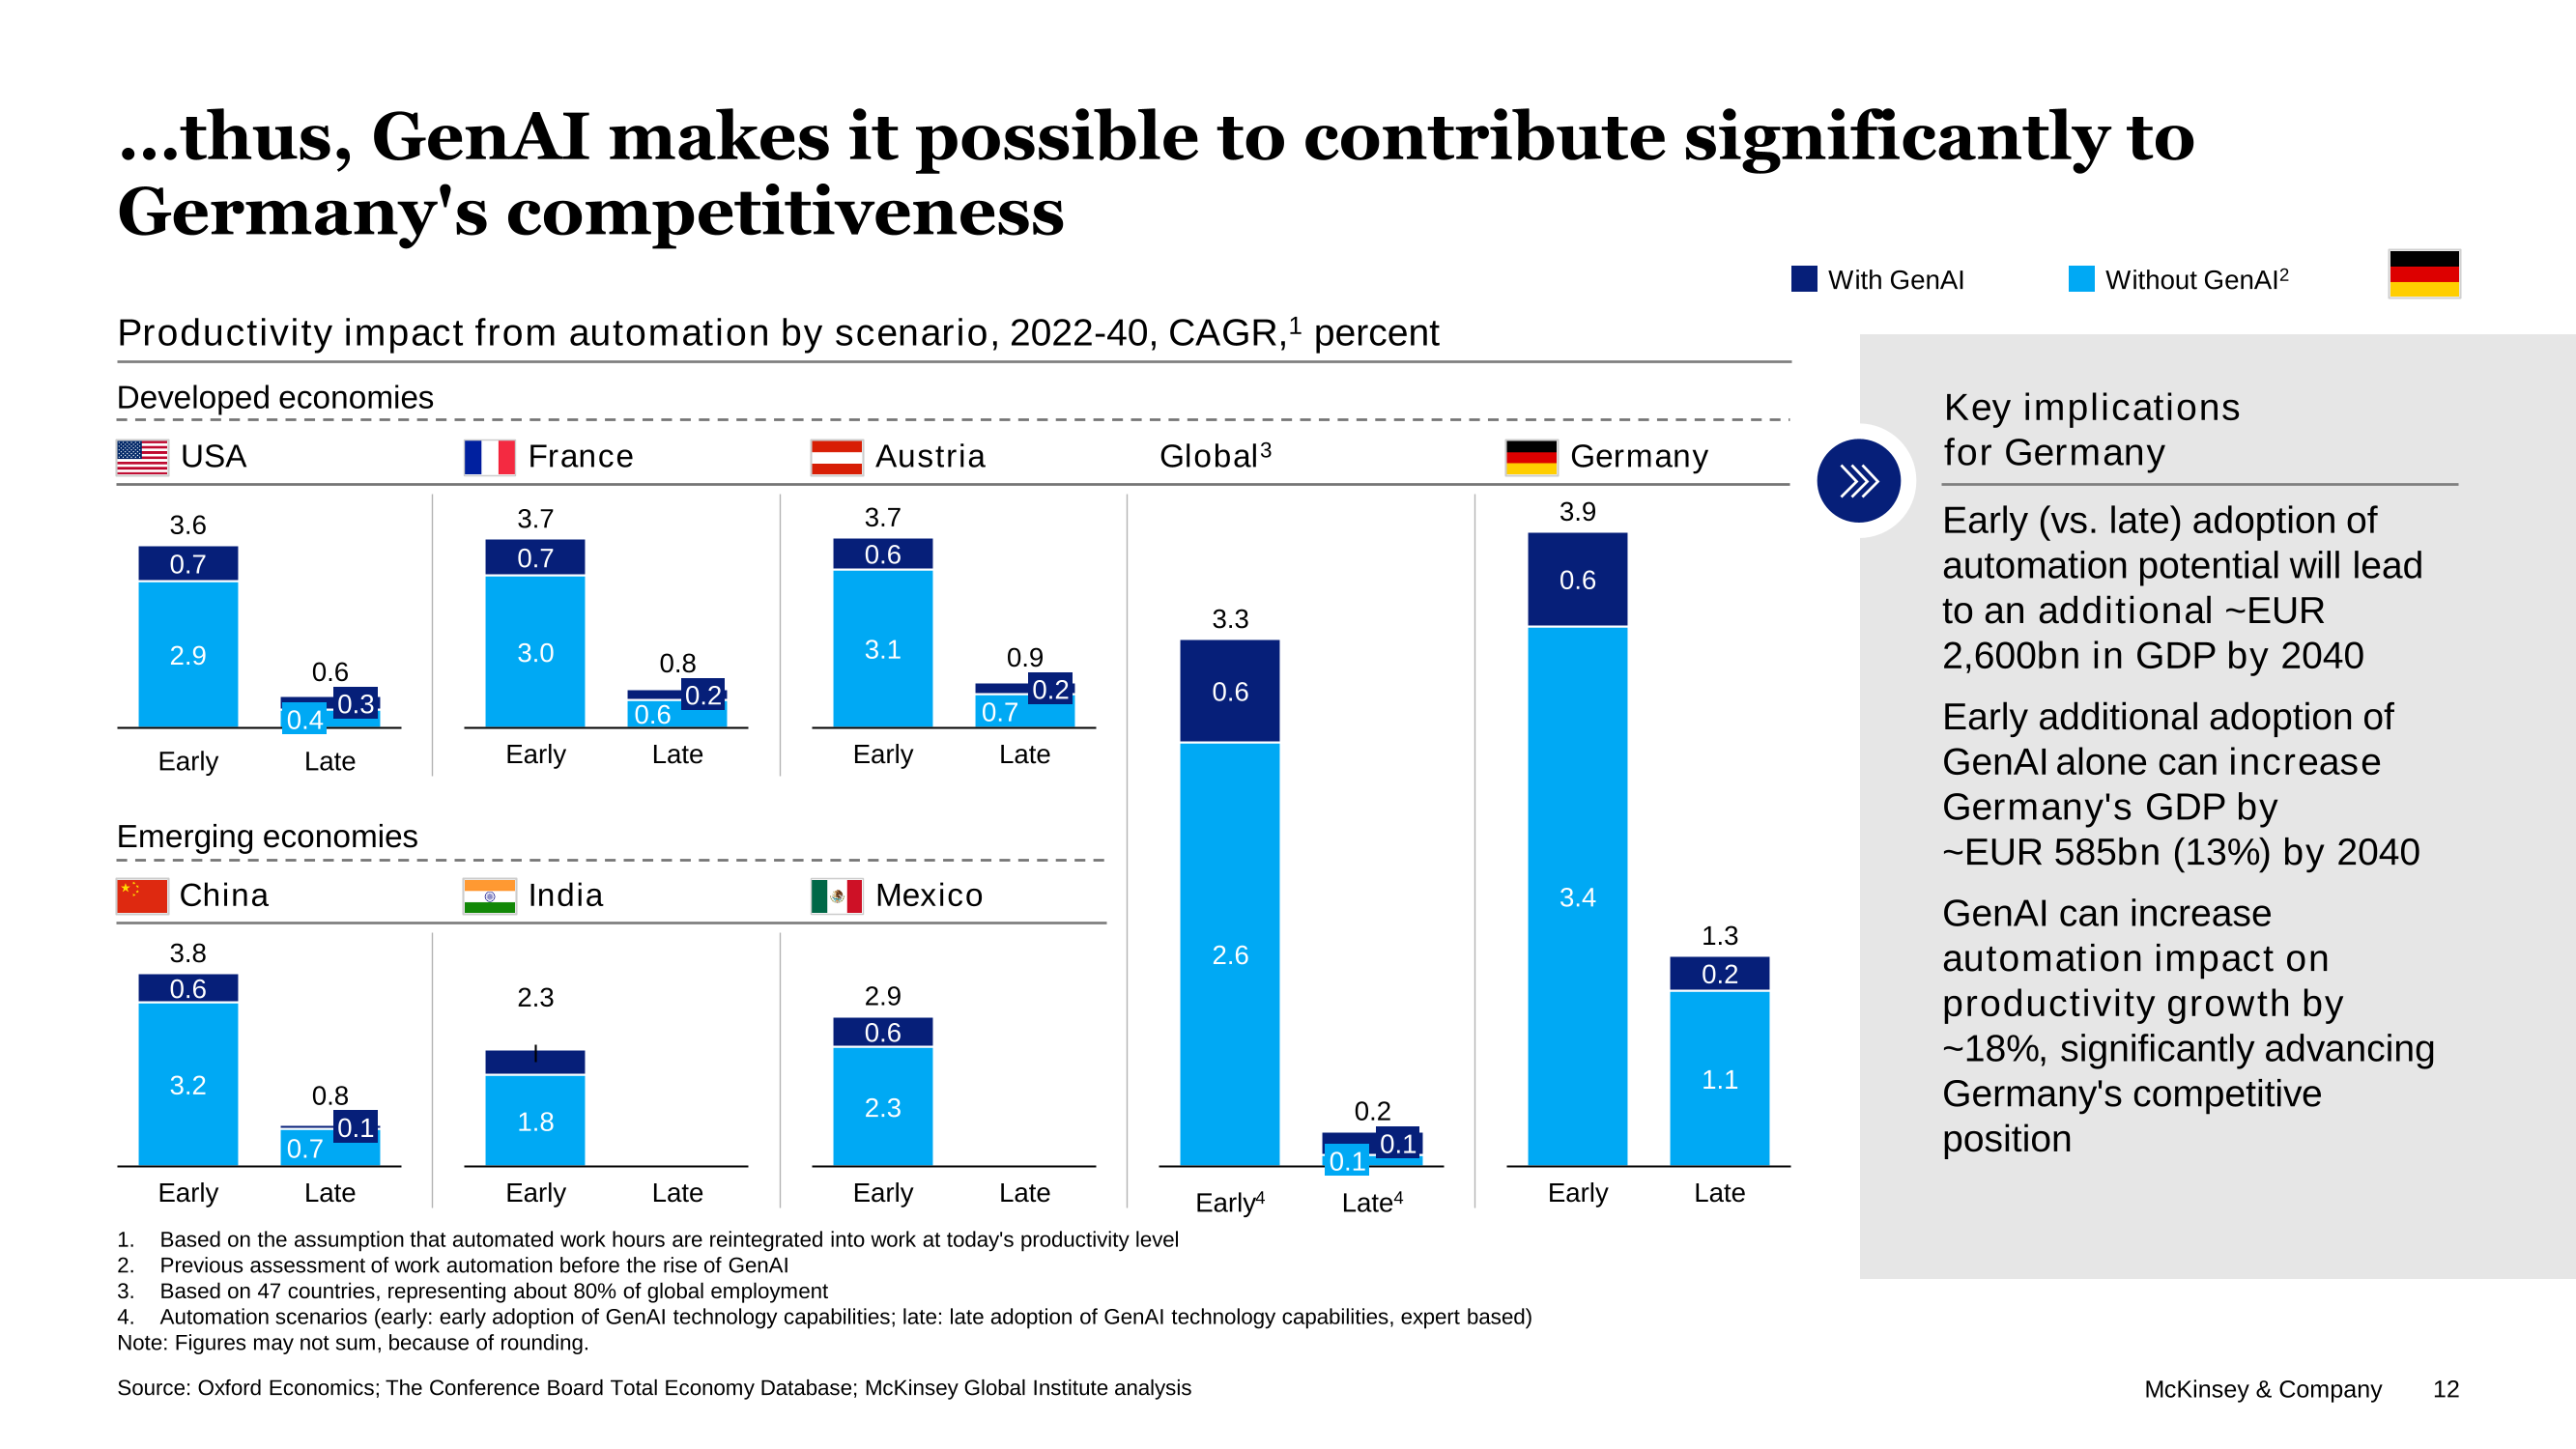 ...thus, GenAI makes it possible to contribute significantly to
Germany's competitiveness
With GenAI
Without GenAI2
Productivity impact from automation by scenario, 2022-40, CAGR,1 percent
Developed economies
USA
3.6
0.7
2.9
0.6
0.3
0.4
Early
Late
France
3.7
0.7
3.0
0.8
0.2
0.6
Early
Late
Austria
3.7
0.6
3.1
0.9
0.2
0.7
Early
Late
Global3
3.3
0.6
2.6
0.2
0.1
0.1
Early4
Late4
Germany
3.9
0.6
3.4
1.3
0.2
1.1
Early
Late
Emerging economies
China
3.8
0.6
3.2
0.8
0.1
0.7
Early
Late
India
2.3
1.8
Early
Late
Mexico
2.9
0.6
2.3
Early
Late
Key implications
for Germany
Early (vs. late) adoption of
automation potential will lead
to an additional ~EUR
2,600bn in GDP by 2040
Early additional adoption of
GenAI alone can increase
Germany's GDP by
~EUR 585bn (13%) by 2040
GenAI can increase
automation impact on
productivity growth by
~18%, significantly advancing
Germany's competitive
position
1. Based on the assumption that automated work hours are reintegrated into work at today's productivity level
2. Previous assessment of work automation before the rise of GenAI
3. Based on 47 countries, representing about 80% of global employment
4. Automation scenarios (early: early adoption of GenAI technology capabilities; late: late adoption of GenAI technology capabilities, expert based)
Note: Figures may not sum, because of rounding.
Source: Oxford Economics; The Conference Board Total Economy Database; McKinsey Global Institute analysis
McKinsey & Company 12